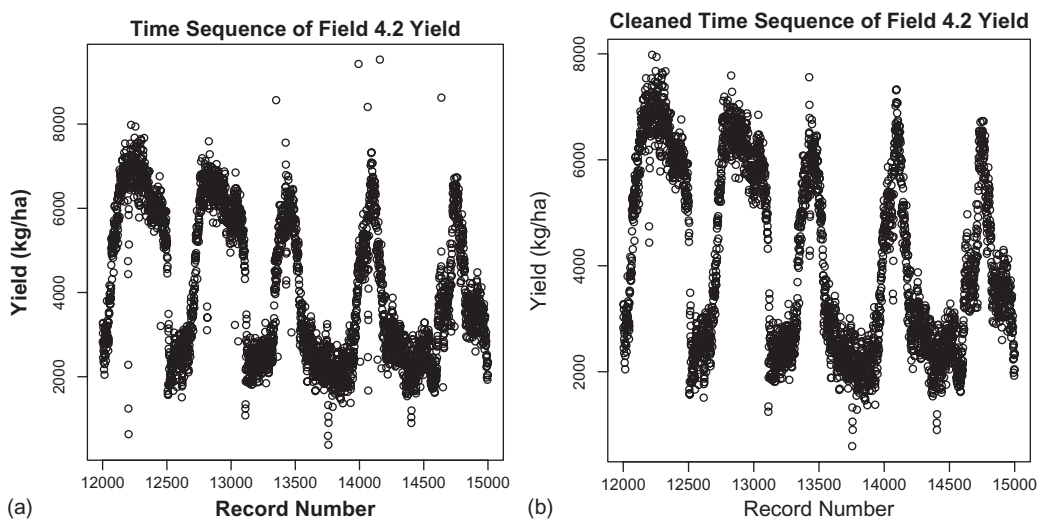 Time Sequence of Field 4.2 Yield
Yield (kg/ha)
8000
6000
4000
2000
12000 12500 13000 13500 14000 14500 15000
(a) Record Number
Cleaned Time Sequence of Field 4.2 Yield
Yield (kg/ha)
8000
6000
4000
2000
12000 12500 13000 13500 14000 14500 15000
(b) Record Number